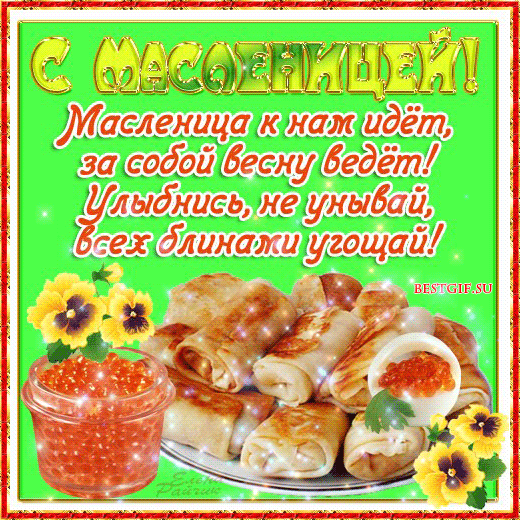 С МАСЛЕНИЦЕЙ!
Масленица к нам идёт,
за собой весну ведёт!
Улыбнись, не унывай,
всех блинами угощай!
BESTGIF.SU